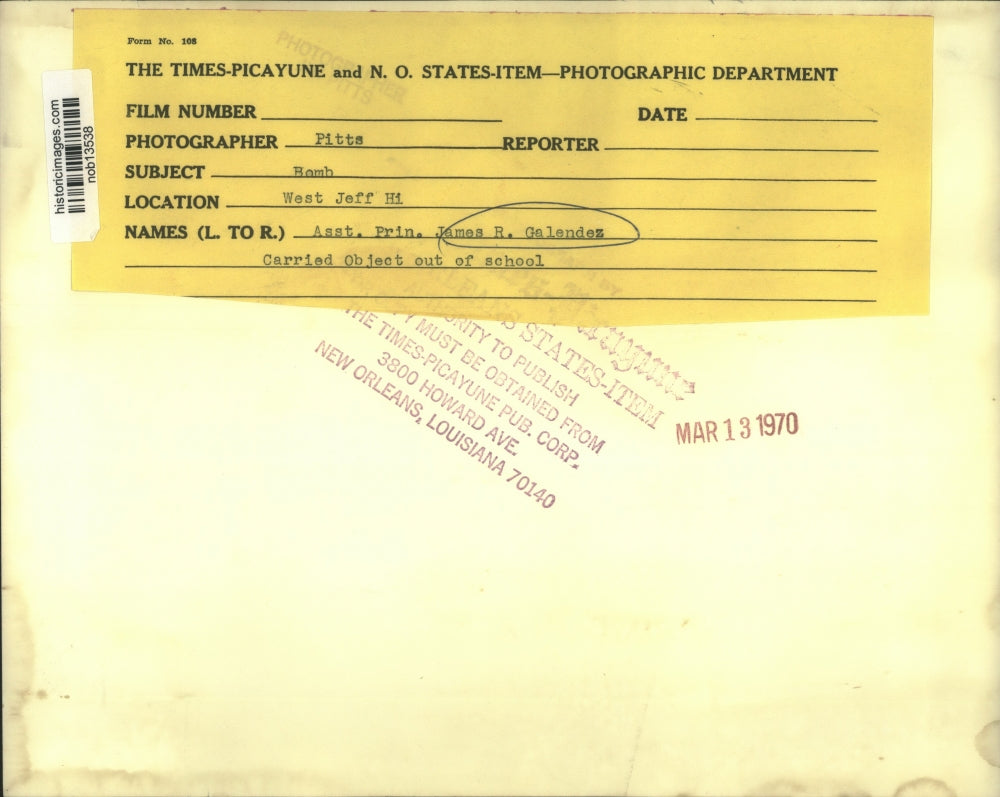 Form No. 108
PHOTOGRAPHER
PITTS
THE TIMES-PICAYUNE and N. O. STATES-ITEM—PHOTOGRAPHIC DEPARTMENT
FILM NUMBER
DATE
PHOTOGRAPHER Pitts REPORTER
SUBJECT Bomb
LOCATION West Jeff Hi
NAMES (L. TO R.) Asst. Prin. James R. Galendez
Carried Object out of school
historicimages.com
nob13538
STATES-ITEM
AUTHORITY TO PUBLISH
MUST BE OBTAINED FROM
THE TIMES-PICAYUNE PUB. CORP.
3800 HOWARD AVE.
NEW ORLEANS, LOUISIANA 70140
MAR 13 1970